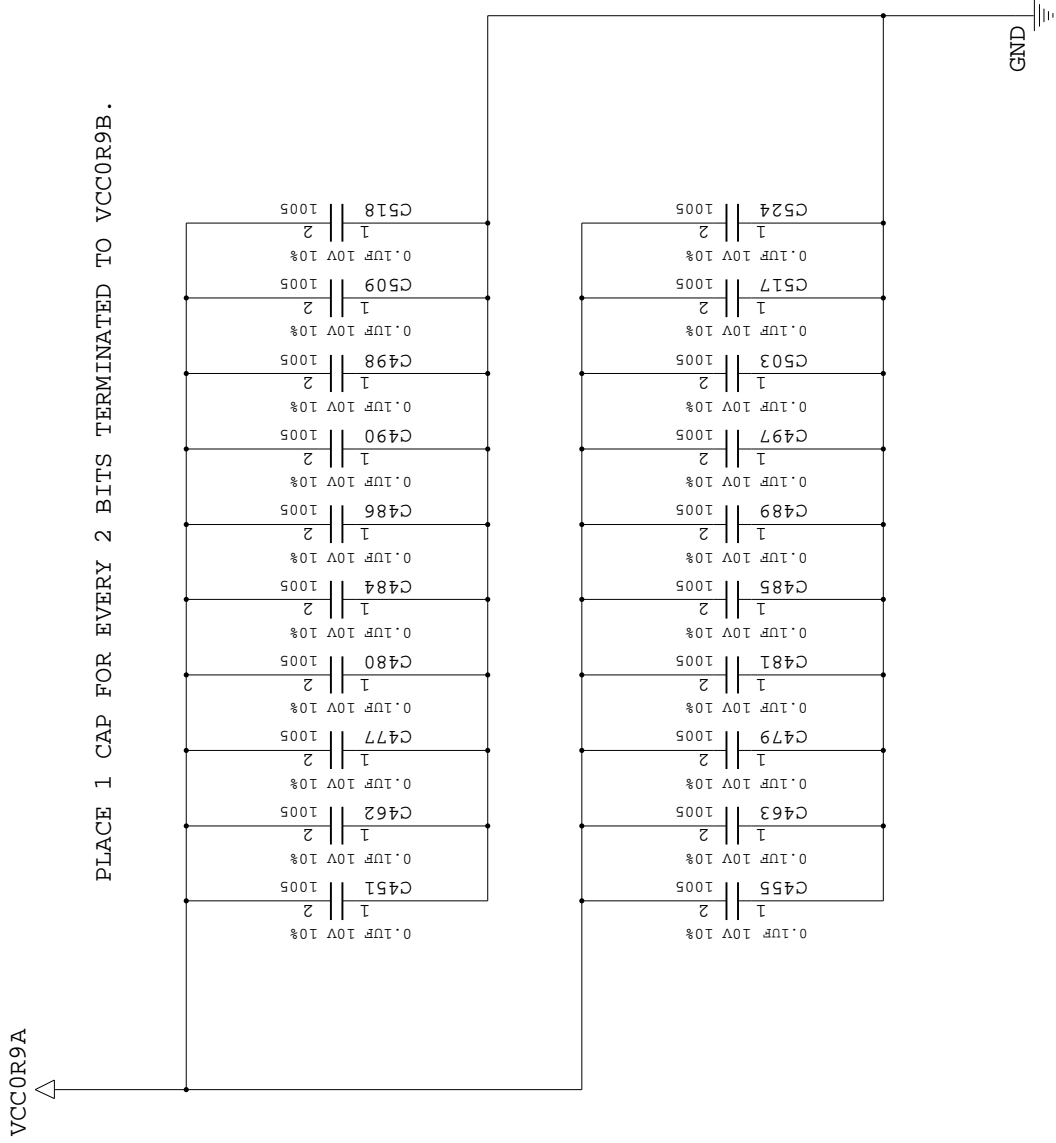 PLACE 1 CAP FOR EVERY 2 BITS TERMINATED TO VCC0R9B.
VCC0R9A
GND
C518
1005
1
2
0.1UF 10V 10%
C509
1005
1
2
0.1UF 10V 10%
C498
1005
1
2
0.1UF 10V 10%
C490
1005
1
2
0.1UF 10V 10%
C486
1005
1
2
0.1UF 10V 10%
C484
1005
1
2
0.1UF 10V 10%
C480
1005
1
2
0.1UF 10V 10%
C477
1005
1
2
0.1UF 10V 10%
C462
1005
1
2
0.1UF 10V 10%
C451
1005
1
2
0.1UF 10V 10%
C524
1005
1
2
0.1UF 10V 10%
C517
1005
1
2
0.1UF 10V 10%
C503
1005
1
2
0.1UF 10V 10%
C497
1005
1
2
0.1UF 10V 10%
C489
1005
1
2
0.1UF 10V 10%
C485
1005
1
2
0.1UF 10V 10%
C481
1005
1
2
0.1UF 10V 10%
C479
1005
1
2
0.1UF 10V 10%
C463
1005
1
2
0.1UF 10V 10%
C455
1005
1
2
0.1UF 10V 10%